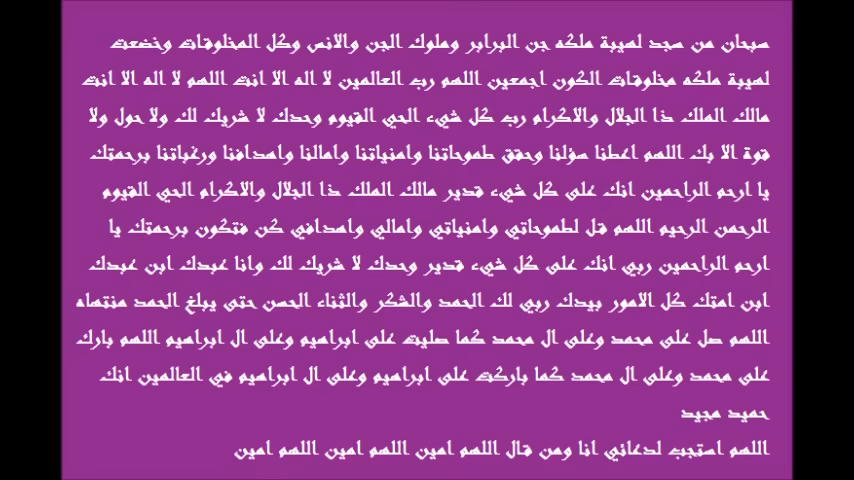 سبحان من سجد لهيبة ملكه جن البرابر وملوك الجن والانس وكل المخلوقات وخضعت
لهيبة ملكه مخلوقات الكون اجمعين اللهم رب العالمين لا اله الا انت اللهم لا اله الا انت
مالك الملك ذا الجلال والاكرام رب كل شيء الحي القيوم وحدك لا شريك لك ولا حول ولا
قوة الا بك اللهم اعطنا سؤلنا وحقق طموحاتنا وامنياتنا وامالنا واهدافنا ورغباتنا برحمتك
يا ارحم الراحمين انك على كل شيء قدير مالك الملك ذا الجلال والاكرام الحي القيوم
الرحمن الرحيم اللهم قل لطموحاتي وامنياتي وامالي واهدافي كن فتكون برحمتك يا
ارحم الراحمين ربي انك على كل شيء قدير وحدك لا شريك لك وانا عبدك ابن عبدك
ابن امتك كل الامور بيدك ربي لك الحمد والشكر والثناء الحسن حتى يبلغ الحمد منتهاه
اللهم صل على محمد وعلى ال محمد كما صليت على ابراهيم وعلى ال ابراهيم اللهم بارك
على محمد وعلى ال محمد كما باركت على ابراهيم وعلى ال ابراهيم في العالمين انك
حميد مجيد
اللهم استجب لدعائي انا ومن قال اللهم امين اللهم امين اللهم امين